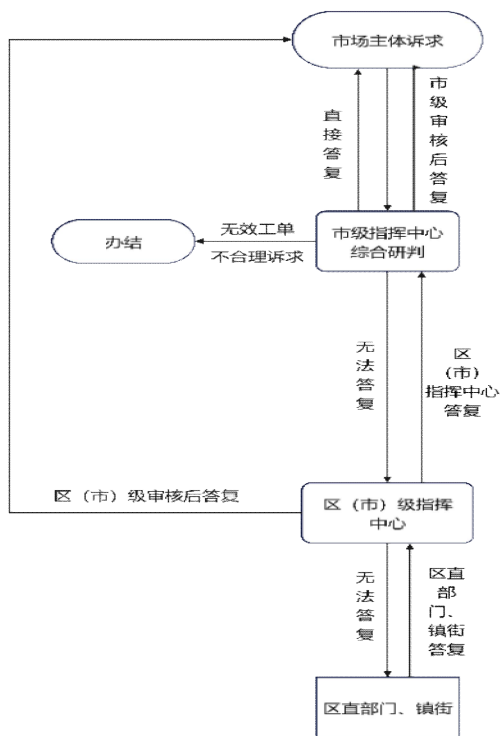 市场主体诉求
直接答复
市级审核后答复
无效工单
不合理诉求
办结
市级指挥中心
综合研判
无法答复
区
（市）
指挥中心
答复
区（市）级审核后答复
区（市）级指挥
中心
无法答复
区直
部
门、
镇街
答复
区直部门、镇街